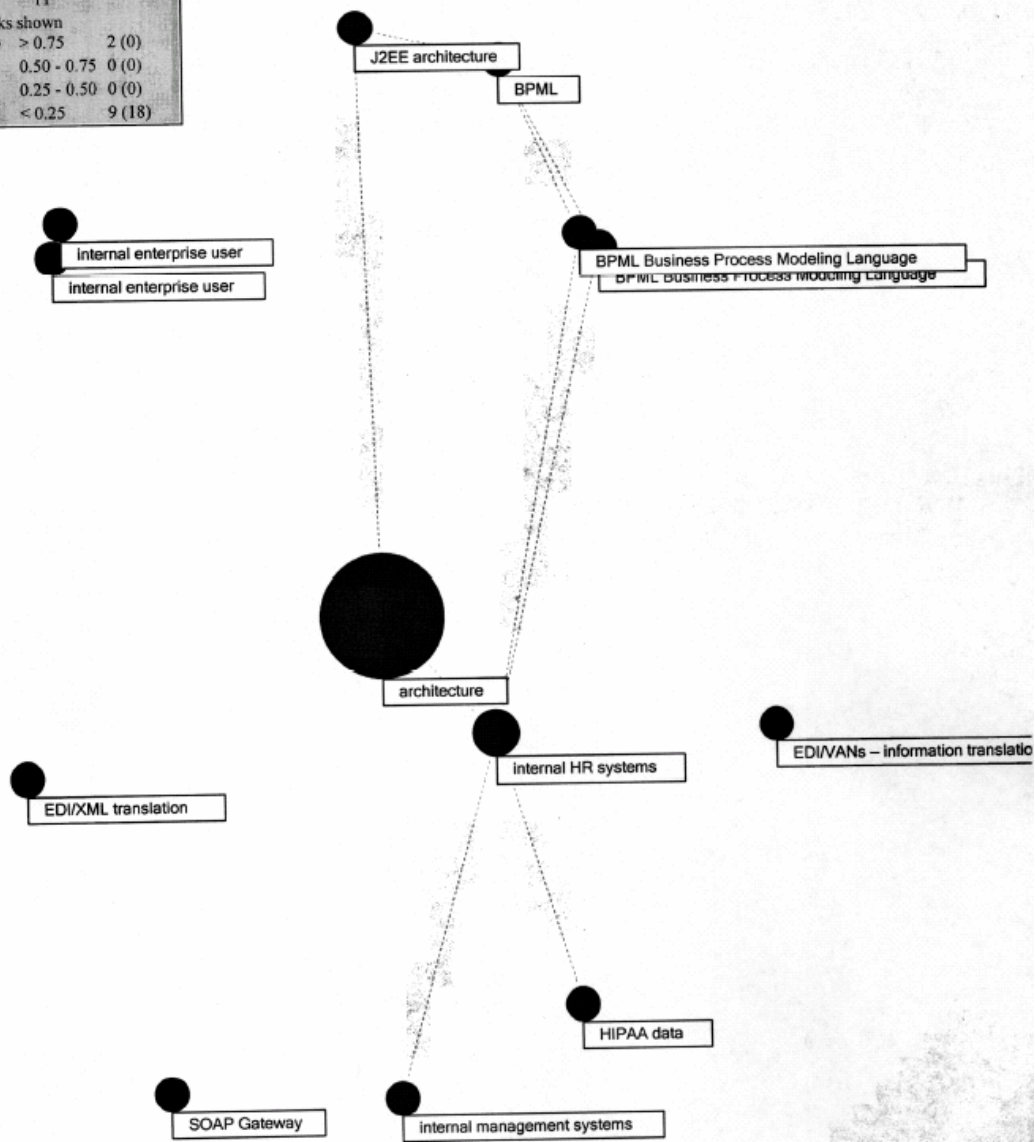 ks shown
> 0.75 2 (0)
0.50 - 0.75 0 (0)
0.25 - 0.50 0 (0)
< 0.25 9 (18)
J2EE architecture
BPML
internal enterprise user
internal enterprise user
BPML Business Process Modeling Language
BPML Business Process Modeling Language
architecture
internal HR systems
EDI/VANs – information translatio
EDI/XML translation
HIPAA data
SOAP Gateway
internal management systems